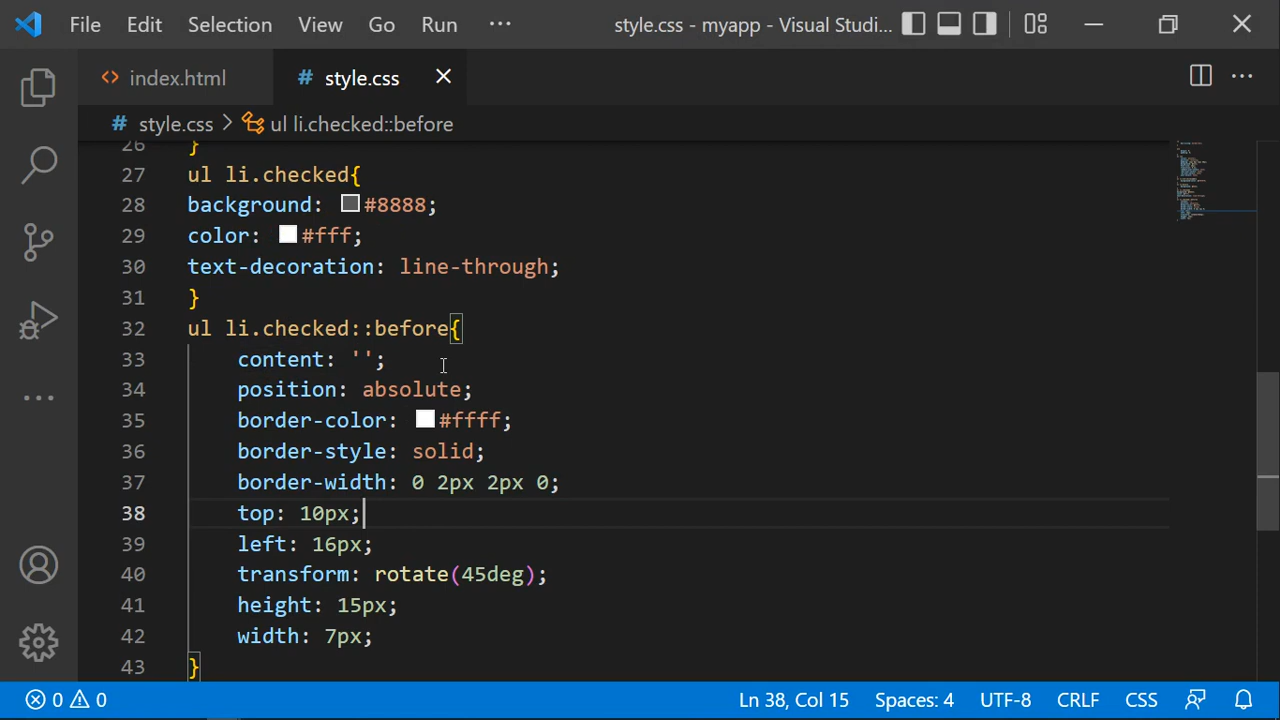 File Edit Selection View Go Run ··· style.css - myapp - Visual Studi...
index.html # style.css
# style.css > ul li.checked::before
26 }
27 ul li.checked{
28 background: #8888;
29 color: #fff;
30 text-decoration: line-through;
31 }
32 ul li.checked::before{
33 content: '';
34 position: absolute;
35 border-color: #ffff;
36 border-style: solid;
37 border-width: 0 2px 2px 0;
38 top: 10px;
39 left: 16px;
40 transform: rotate(45deg);
41 height: 15px;
42 width: 7px;
43 }
0 0 Ln 38, Col 15 Spaces: 4 UTF-8 CRLF CSS